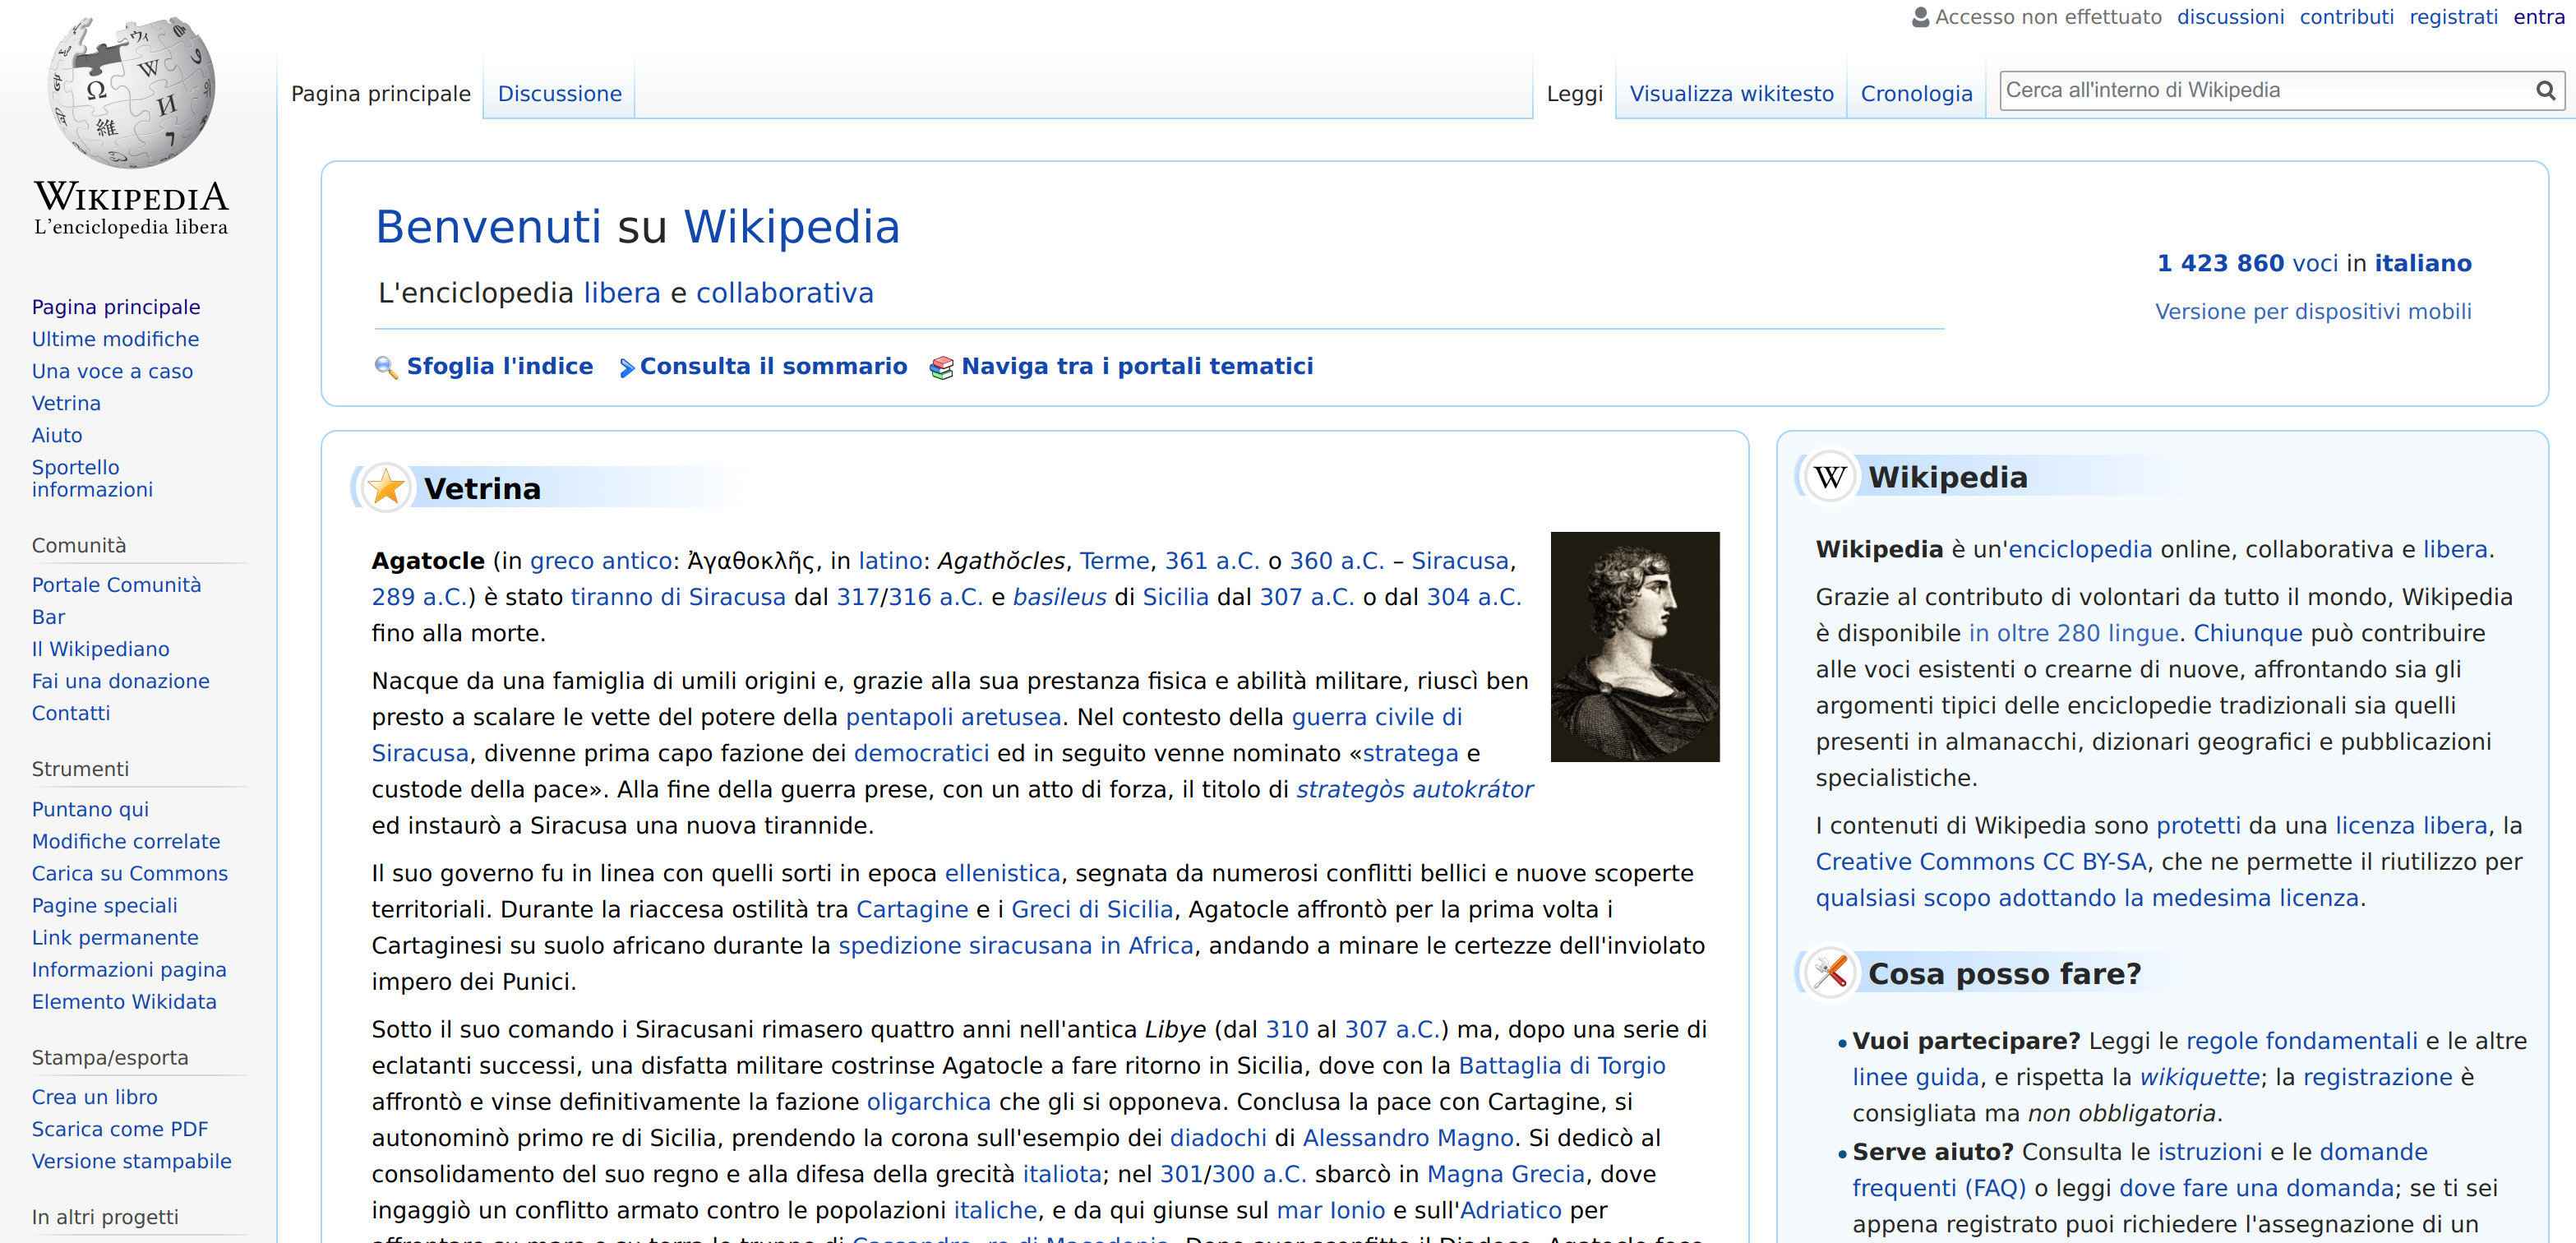 Accesso non effettuato discussioni contributi registrati entra
Pagina principale Discussione Leggi Visualizza wikitesto Cronologia Cerca all'interno di Wikipedia
WIKIPEDIA
L'enciclopedia libera
Pagina principale
Ultime modifiche
Una voce a caso
Vetrina
Aiuto
Sportello
informazioni
Comunità
Portale Comunità
Bar
Il Wikipediano
Fai una donazione
Contatti
Strumenti
Puntano qui
Modifiche correlate
Carica su Commons
Pagine speciali
Link permanente
Informazioni pagina
Elemento Wikidata
Stampa/esporta
Crea un libro
Scarica come PDF
Versione stampabile
In altri progetti
Benvenuti su Wikipedia
L'enciclopedia libera e collaborativa
1 423 860 voci in italiano
Versione per dispositivi mobili
Sfoglia l'indice Consulta il sommario Naviga tra i portali tematici
Vetrina
Agatocle (in greco antico: Ἀγαθοκλῆς, in latino: Agathŏcles, Terme, 361 a.C. o 360 a.C. – Siracusa,
289 a.C.) è stato tiranno di Siracusa dal 317/316 a.C. e basileus di Sicilia dal 307 a.C. o dal 304 a.C.
fino alla morte.
Nacque da una famiglia di umili origini e, grazie alla sua prestanza fisica e abilità militare, riuscì ben
presto a scalare le vette del potere della pentapoli aretusea. Nel contesto della guerra civile di
Siracusa, divenne prima capo fazione dei democratici ed in seguito venne nominato «stratega e
custode della pace». Alla fine della guerra prese, con un atto di forza, il titolo di strategòs autokrátor
ed instaurò a Siracusa una nuova tirannide.
Il suo governo fu in linea con quelli sorti in epoca ellenistica, segnata da numerosi conflitti bellici e nuove scoperte
territoriali. Durante la riaccesa ostilità tra Cartagine e i Greci di Sicilia, Agatocle affrontò per la prima volta i
Cartaginesi su suolo africano durante la spedizione siracusana in Africa, andando a minare le certezze dell'inviolato
impero dei Punici.
Sotto il suo comando i Siracusani rimasero quattro anni nell'antica Libye (dal 310 al 307 a.C.) ma, dopo una serie di
eclatanti successi, una disfatta militare costrinse Agatocle a fare ritorno in Sicilia, dove con la Battaglia di Torgio
affrontò e vinse definitivamente la fazione oligarchica che gli si opponeva. Conclusa la pace con Cartagine, si
autonominò primo re di Sicilia, prendendo la corona sull'esempio dei diadochi di Alessandro Magno. Si dedicò al
consolidamento del suo regno e alla difesa della grecità italiota; nel 301/300 a.C. sbarcò in Magna Grecia, dove
ingaggiò un conflitto armato contro le popolazioni italiche, e da qui giunse sul mar Ionio e sull'Adriatico per
Wikipedia
Wikipedia è un'enciclopedia online, collaborativa e libera.
Grazie al contributo di volontari da tutto il mondo, Wikipedia
è disponibile in oltre 280 lingue. Chiunque può contribuire
alle voci esistenti o crearne di nuove, affrontando sia gli
argomenti tipici delle enciclopedie tradizionali sia quelli
presenti in almanacchi, dizionari geografici e pubblicazioni
specialistiche.
I contenuti di Wikipedia sono protetti da una licenza libera, la
Creative Commons CC BY-SA, che ne permette il riutilizzo per
qualsiasi scopo adottando la medesima licenza.
Cosa posso fare?
Vuoi partecipare? Leggi le regole fondamentali e le altre
linee guida, e rispetta la wikiquette; la registrazione è
consigliata ma non obbligatoria.
Serve aiuto? Consulta le istruzioni e le domande
frequenti (FAQ) o leggi dove fare una domanda; se ti sei
appena registrato puoi richiedere l'assegnazione di un